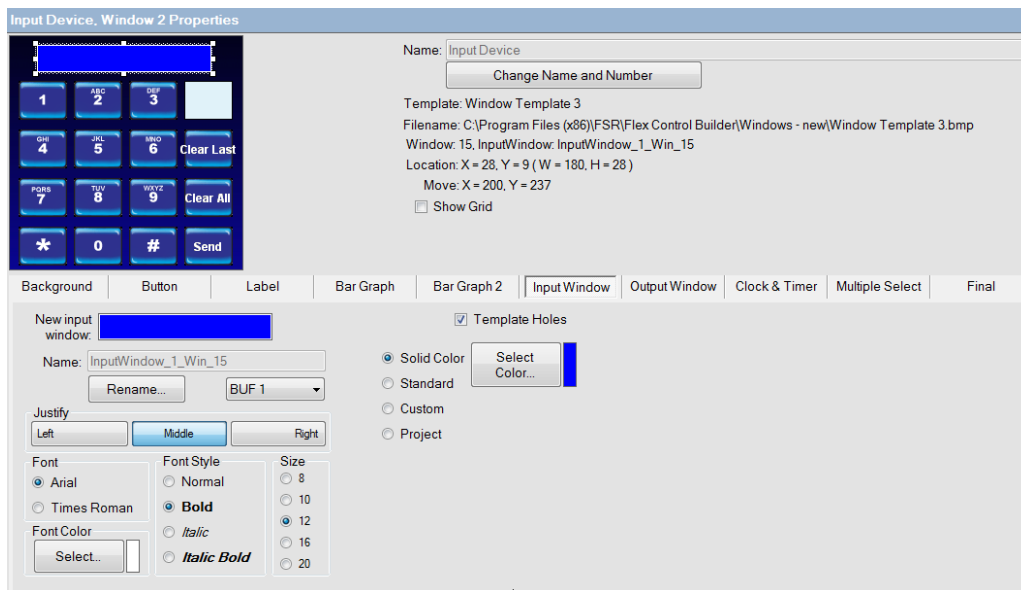 Input Device, Window 2 Properties
Name: Input Device
Change Name and Number
Template: Window Template 3
Filename: C:\Program Files (x86)\FSR\Flex Control Builder\Windows - new\Window Template 3.bmp
Window: 15, InputWindow: InputWindow_1_Win_15
Location: X = 28, Y = 9 ( W = 180, H = 28 )
Move: X = 200, Y = 237
Show Grid
1 ABC 2 DEF 3
GHI 4 JKL 5 MNO 6 Clear Last
PQRS 7 TUV 8 WXYZ 9 Clear All
* 0 # Send
Background Button Label Bar Graph Bar Graph 2 Input Window Output Window Clock & Timer Multiple Select Final
New input
window:
Name: InputWindow_1_Win_15
Rename... BUF 1
Justify
Left Middle Right
Font
Arial
Times Roman
Font Color
Select...
Font Style
Normal
Bold
Italic
Italic Bold
Size
8
10
12
16
20
Template Holes
Solid Color
Standard
Custom
Project
Select
Color...